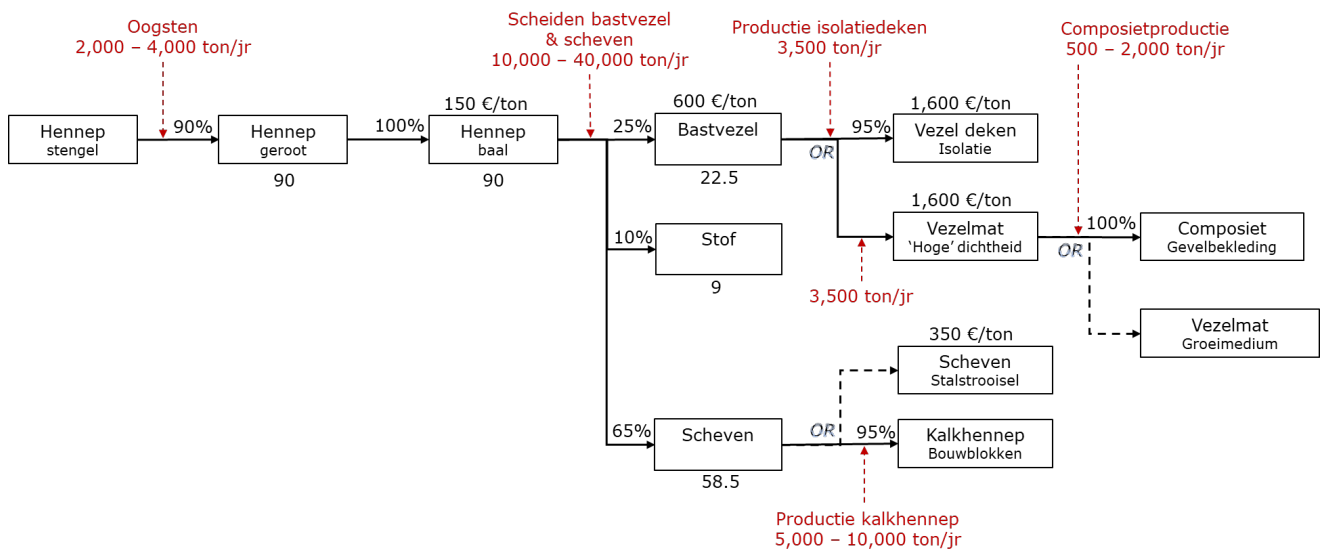 Oogsten
2,000 – 4,000 ton/jr
Scheiden bastvezel
& scheven
10,000 – 40,000 ton/jr
Productie isolatiedeken
3,500 ton/jr
Composietproductie
500 – 2,000 ton/jr
Hennep
stengel
90%
Hennep
geroot
90
100%
150 €/ton
Hennep
baal
90
25%
600 €/ton
Bastvezel
22.5
OR
95%
1,600 €/ton
Vezel deken
Isolatie
10%
Stof
9
1,600 €/ton
Vezelmat
‘Hoge’ dichtheid
3,500 ton/jr
OR
100%
Composiet
Gevelbekleding
Vezelmat
Groeimedium
350 €/ton
Scheven
Stalstrooisel
65%
Scheven
58.5
OR
95%
Kalkhennep
Bouwblokken
Productie kalkhennep
5,000 – 10,000 ton/jr